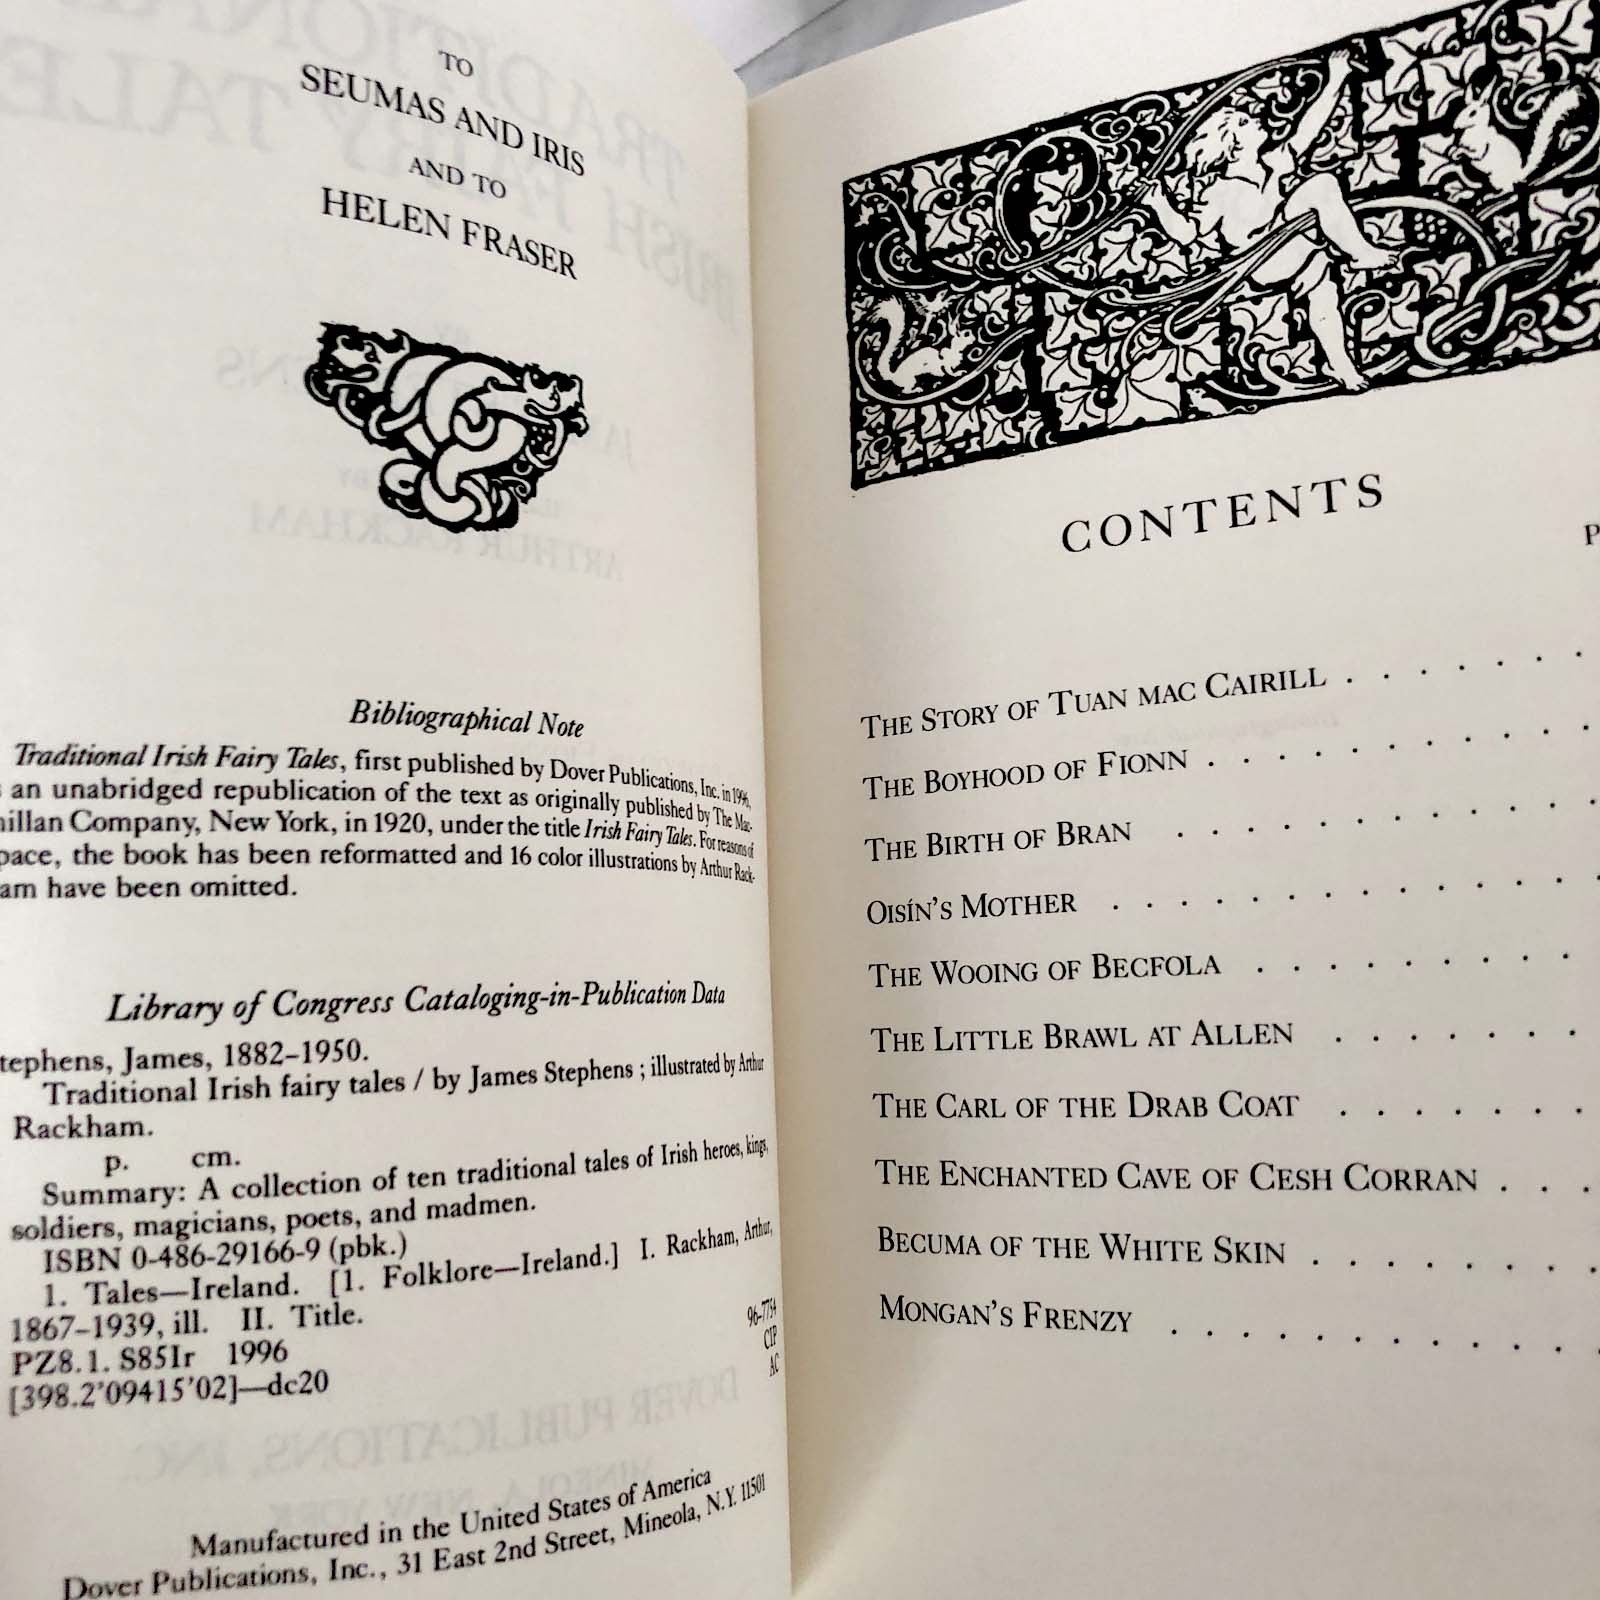 TO
SEUMAS AND IRIS
AND TO
HELEN FRASER
Bibliographical Note
Traditional Irish Fairy Tales, first published by Dover Publications, Inc. in 1996,
an unabridged republication of the text as originally published by The Mac-
millan Company, New York, in 1920, under the title Irish Fairy Tales. For reasons of
pace, the book has been reformatted and 16 color illustrations by Arthur Rack-
am have been omitted.
Library of Congress Cataloging-in-Publication Data
tephens, James, 1882–1950.
Traditional Irish fairy tales / by James Stephens ; illustrated by Arthur
Rackham.
p. cm.
Summary: A collection of ten traditional tales of Irish heroes, kings,
soldiers, magicians, poets, and madmen.
ISBN 0-486-29166-9 (pbk.)
1. Tales—Ireland. [1. Folklore—Ireland.] I. Rackham, Arthur,
1867–1939, ill. II. Title.
PZ8.1. S85Ir 1996
[398.2'09415'02]—dc20
96-7754
CIP
AC
Manufactured in the United States of America
Dover Publications, Inc., 31 East 2nd Street, Mineola, N.Y. 11501
CONTENTS
P
THE STORY OF TUAN MAC CAIRILL . . . . . . .
THE BOYHOOD OF FIONN . . . . . . . . . .
THE BIRTH OF BRAN . . . . . . . . . . .
OISÍN'S MOTHER . . . . . . . . . . . . .
THE WOOING OF BECFOLA . . . . . . . . .
THE LITTLE BRAWL AT ALLEN . . . . . . .
THE CARL OF THE DRAB COAT . . . . . . .
THE ENCHANTED CAVE OF CESH CORRAN . . .
BECUMA OF THE WHITE SKIN . . . . . . . .
MONGAN'S FRENZY . . . . . . . . . . . .